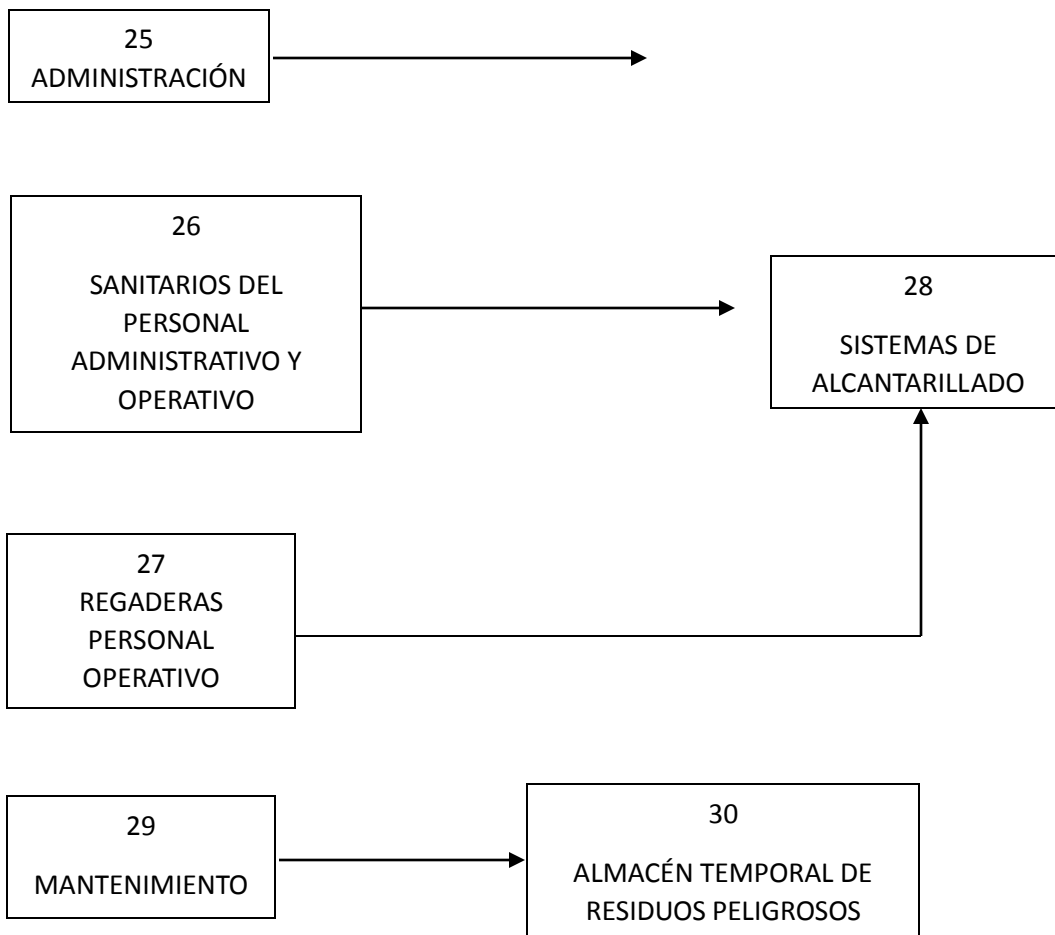 25
ADMINISTRACIÓN
26
SANITARIOS DEL
PERSONAL
ADMINISTRATIVO Y
OPERATIVO
28
SISTEMAS DE
ALCANTARILLADO
27
REGADERAS
PERSONAL
OPERATIVO
29
MANTENIMIENTO
30
ALMACÉN TEMPORAL DE
RESIDUOS PELIGROSOS